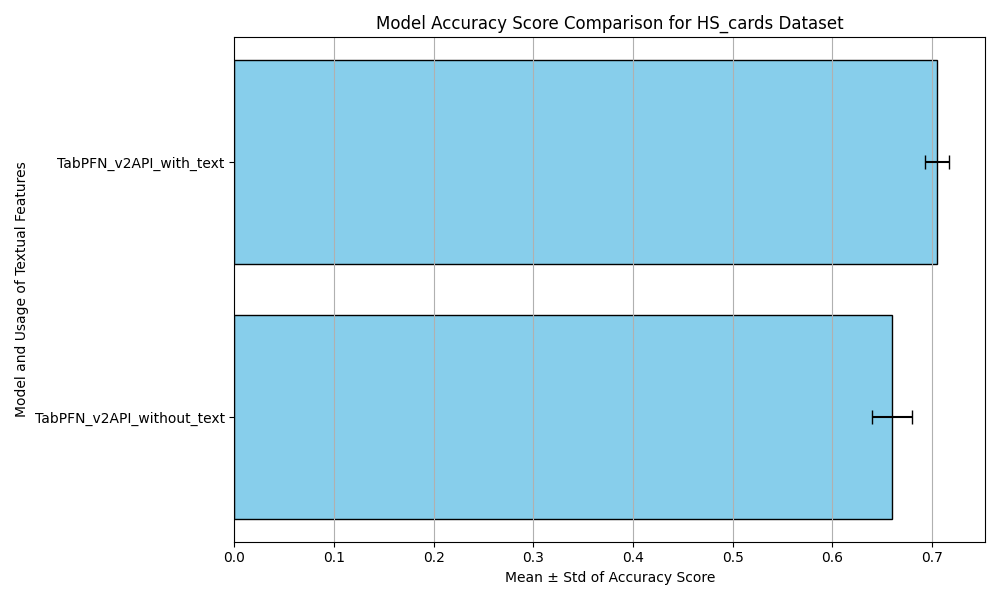 Model Accuracy Score Comparison for HS_cards Dataset
Model and Usage of Textual Features
TabPFN_v2API_with_text
TabPFN_v2API_without_text
0.0 0.1 0.2 0.3 0.4 0.5 0.6 0.7
Mean ± Std of Accuracy Score